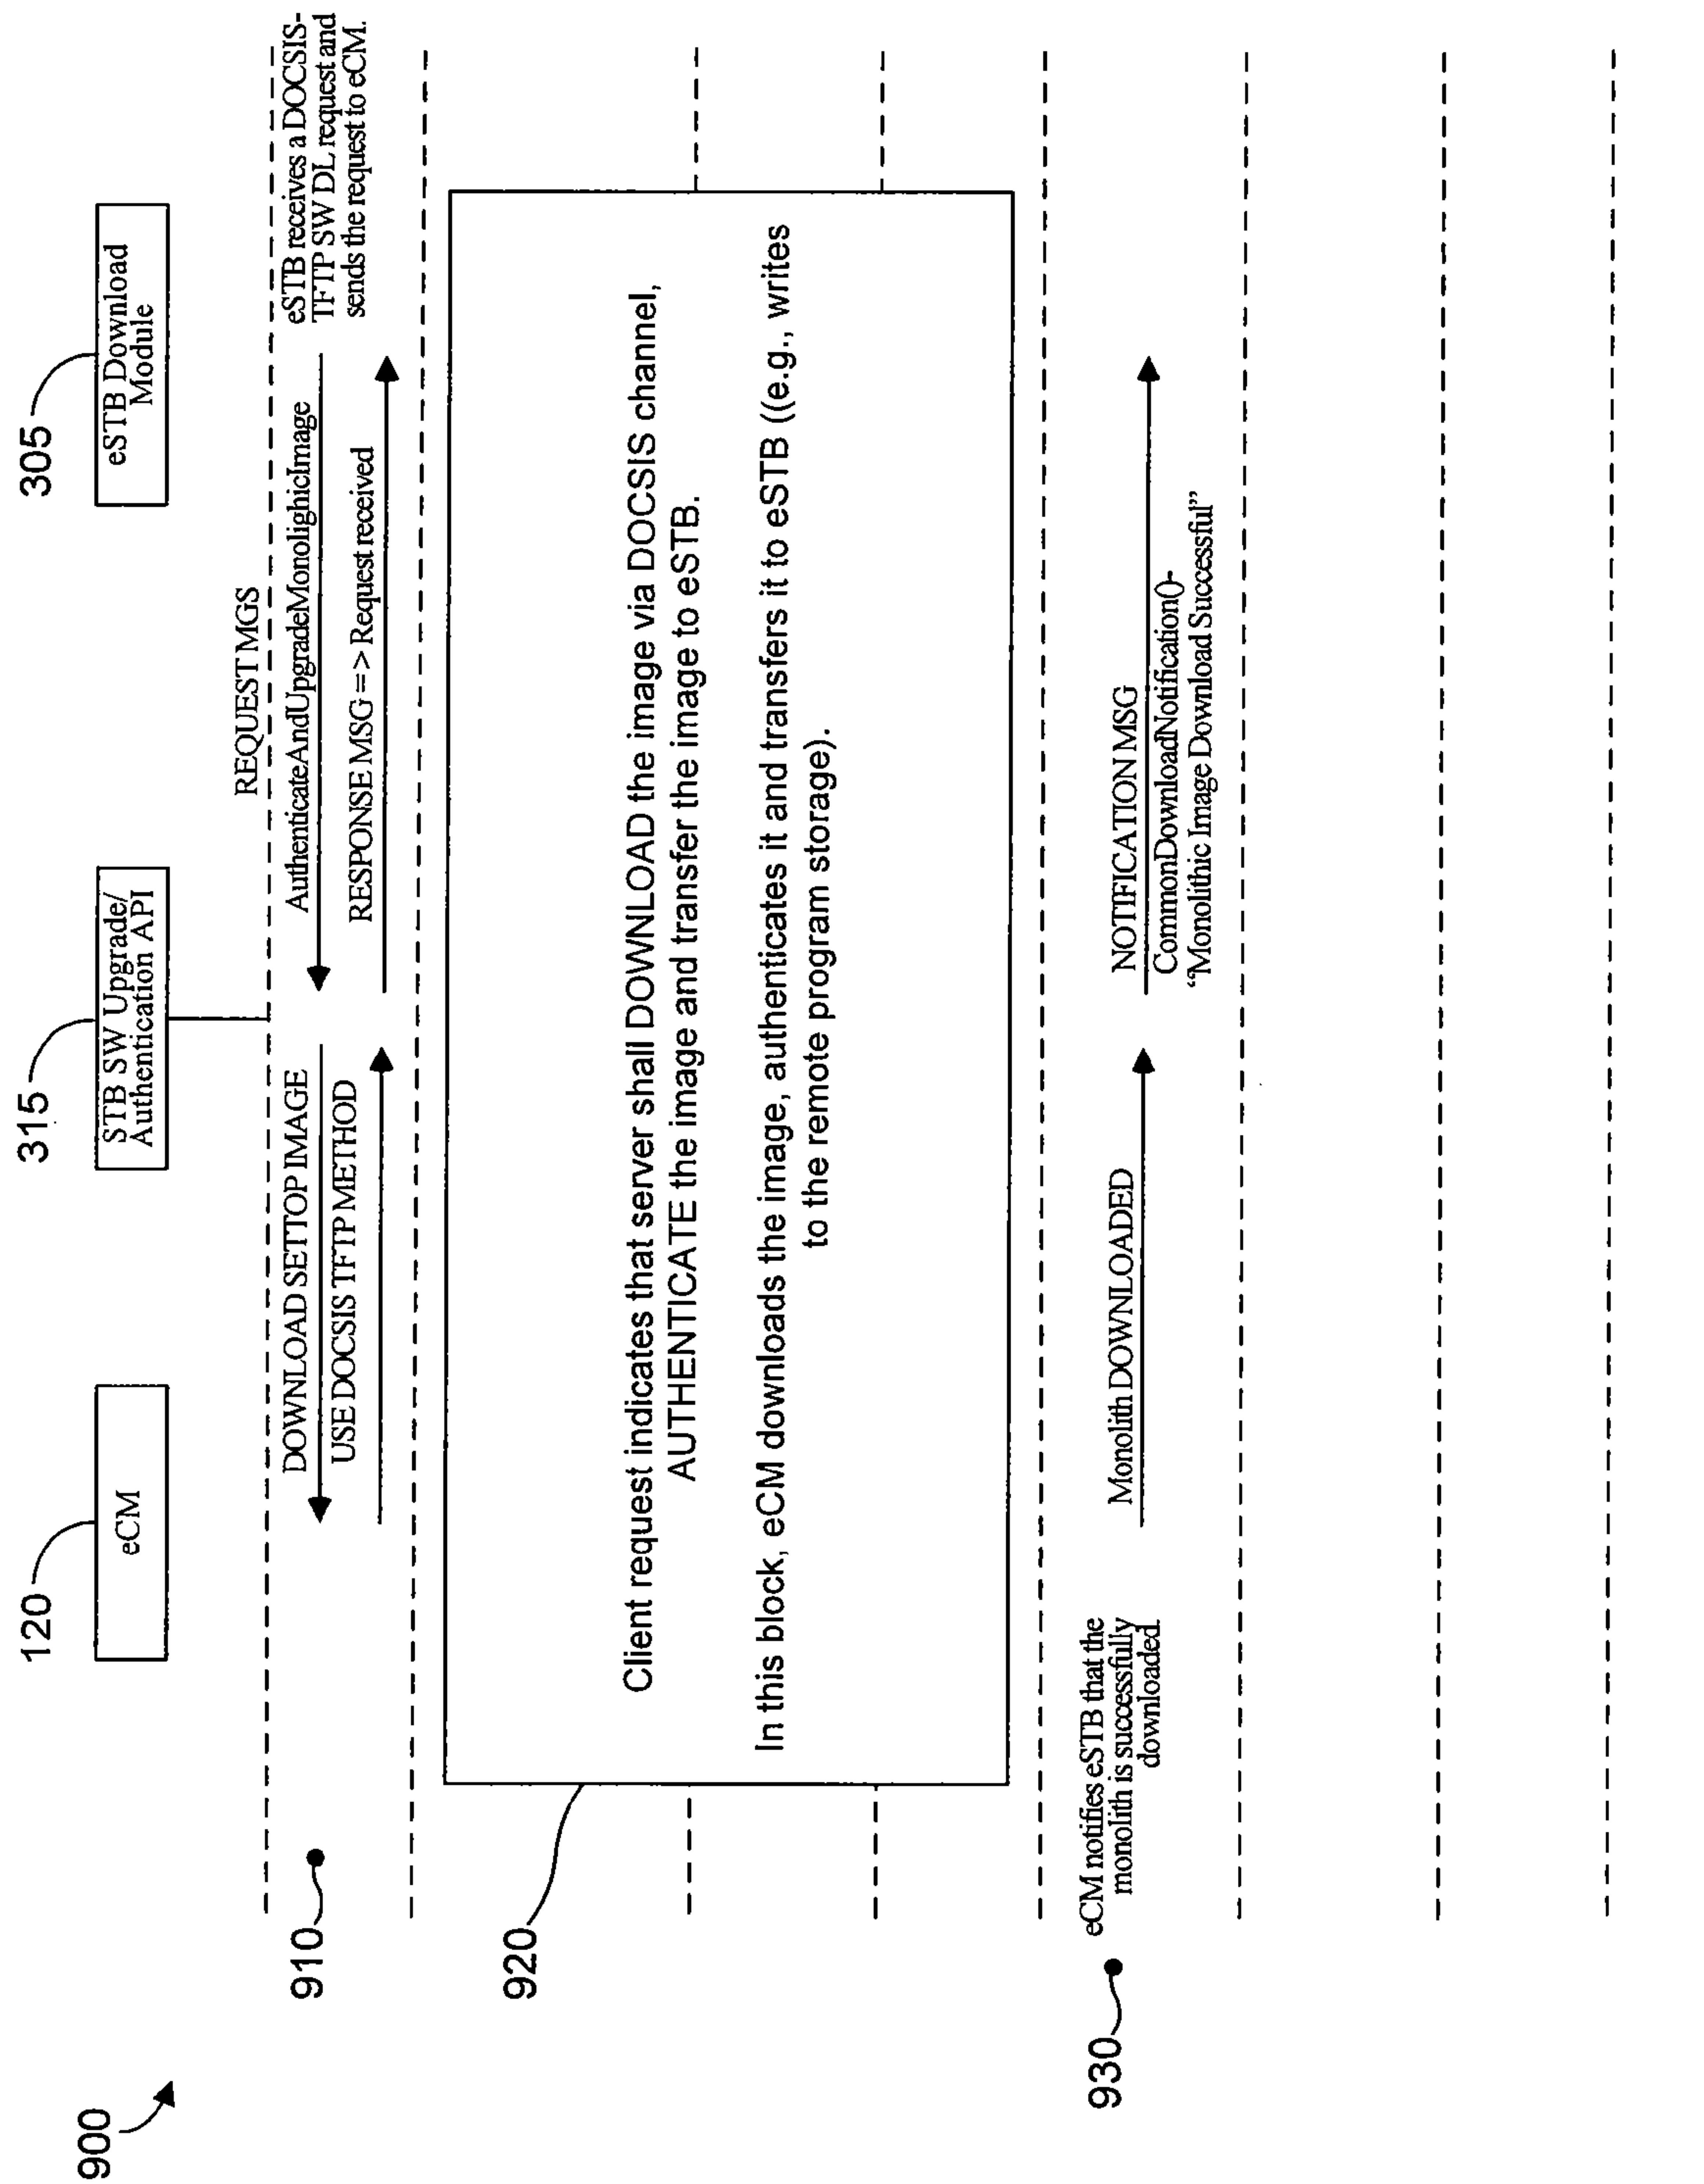 900
120
315
305
eCM
STB SW Upgrade/
Authentication API
eSTB Download
Module
REQUEST MGS
910
DOWNLOAD SETTOP IMAGE
USE DOCSIS TFTP METHOD
AuthenticateAndUpgradeMonolighicImage
RESPONSE MSG = > Request received
eSTB receives a DOCSIS-
TFTP SW DL request and
sends the request to eCM.
920
Client request indicates that server shall DOWNLOAD the image via DOCSIS channel,
AUTHENTICATE the image and transfer the image to eSTB.
In this block, eCM downloads the image, authenticates it and transfers it to eSTB ((e.g., writes
to the remote program storage).
930
eCM notifies eSTB that the
monolith is successfully
downloaded.
Monolith DOWNLOADED
NOTIFICATION MSG
CommonDownloadNotification()-
“Monolithic Image Download Successful”